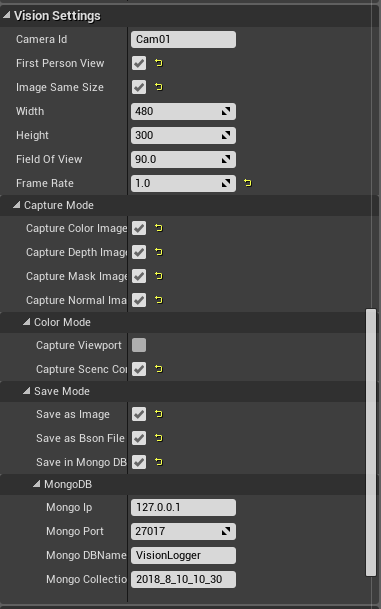 Vision Settings
Camera Id Cam01
First Person View
Image Same Size
Width 480
Height 300
Field Of View 90.0
Frame Rate 1.0
Capture Mode
Capture Color Image
Capture Depth Imag
Capture Mask Image
Capture Normal Ima
Color Mode
Capture Viewport
Capture Scenc Cor
Save Mode
Save as Image
Save as Bson File
Save in Mongo DB
MongoDB
Mongo Ip 127.0.0.1
Mongo Port 27017
Mongo DBName VisionLogger
Mongo Collectio 2018_8_10_10_30